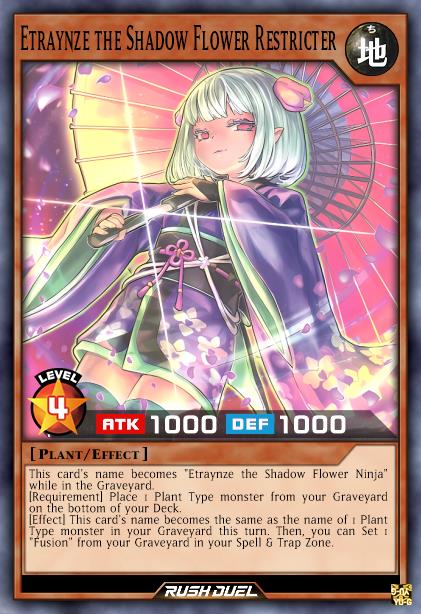 Etraynze the Shadow Flower Restricter
ち
地
LEVEL
4
ATK 1000 DEF 1000
[Plant/Effect]
This card's name becomes "Etraynze the Shadow Flower Ninja"
while in the Graveyard.
[Requirement] Place 1 Plant Type monster from your Graveyard
on the bottom of your Deck.
[Effect] This card's name becomes the same as the name of 1 Plant
Type monster in your Graveyard this turn. Then, you can Set 1
"Fusion" from your Graveyard in your Spell & Trap Zone.
RUSH DUEL